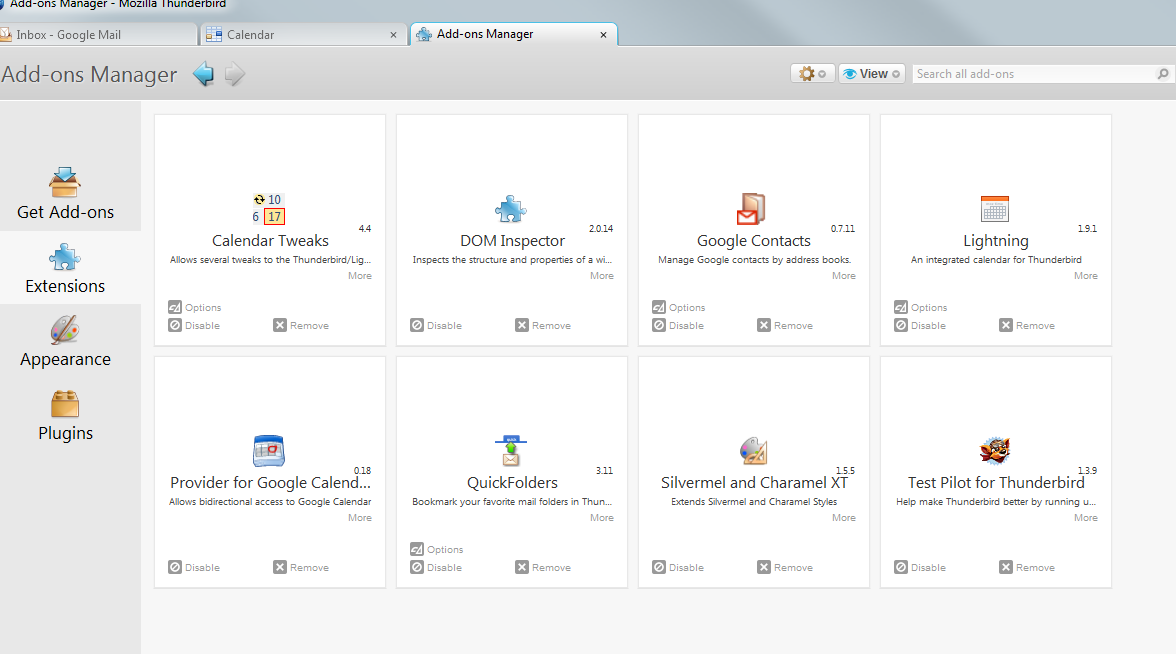 Add-ons Manager - Mozilla Thunderbird
Inbox - Google Mail
Calendar
Add-ons Manager
Add-ons Manager
View
Search all add-ons
Get Add-ons
Extensions
Appearance
Plugins
10
6 17
4.4
Calendar Tweaks
Allows several tweaks to the Thunderbird/Lig...
More
Options
Disable Remove
2.0.14
DOM Inspector
Inspects the structure and properties of a wi...
More
Disable Remove
0.7.11
Google Contacts
Manage Google contacts by address books.
More
Options
Disable Remove
1.9.1
Lightning
An integrated calendar for Thunderbird
More
Options
Disable Remove
0.18
Provider for Google Calend...
Allows bidirectional access to Google Calendar
More
Disable Remove
3.11
QuickFolders
Bookmark your favorite mail folders in Thun...
More
Options
Disable Remove
1.5.5
Silvermel and Charamel XT
Extends Silvermel and Charamel Styles
More
Disable Remove
1.3.9
Test Pilot for Thunderbird
Help make Thunderbird better by running u...
More
Disable Remove